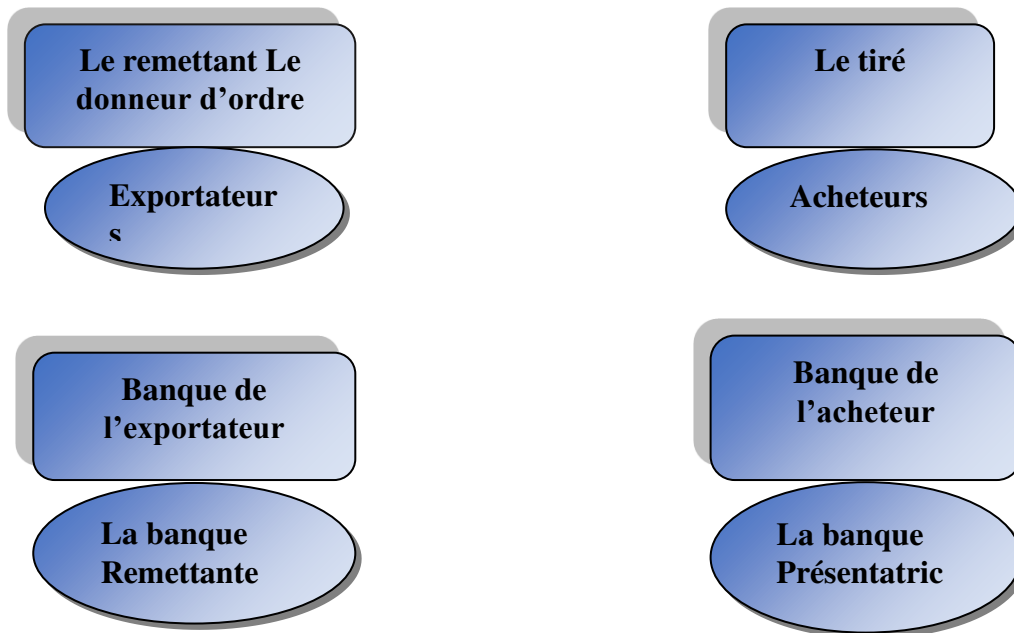 Le remettant Le
donneur d’ordre
Le tiré
Exportateur
s
Acheteurs
Banque de
l’exportateur
Banque de
l’acheteur
La banque
Remettante
La banque
Présentatric